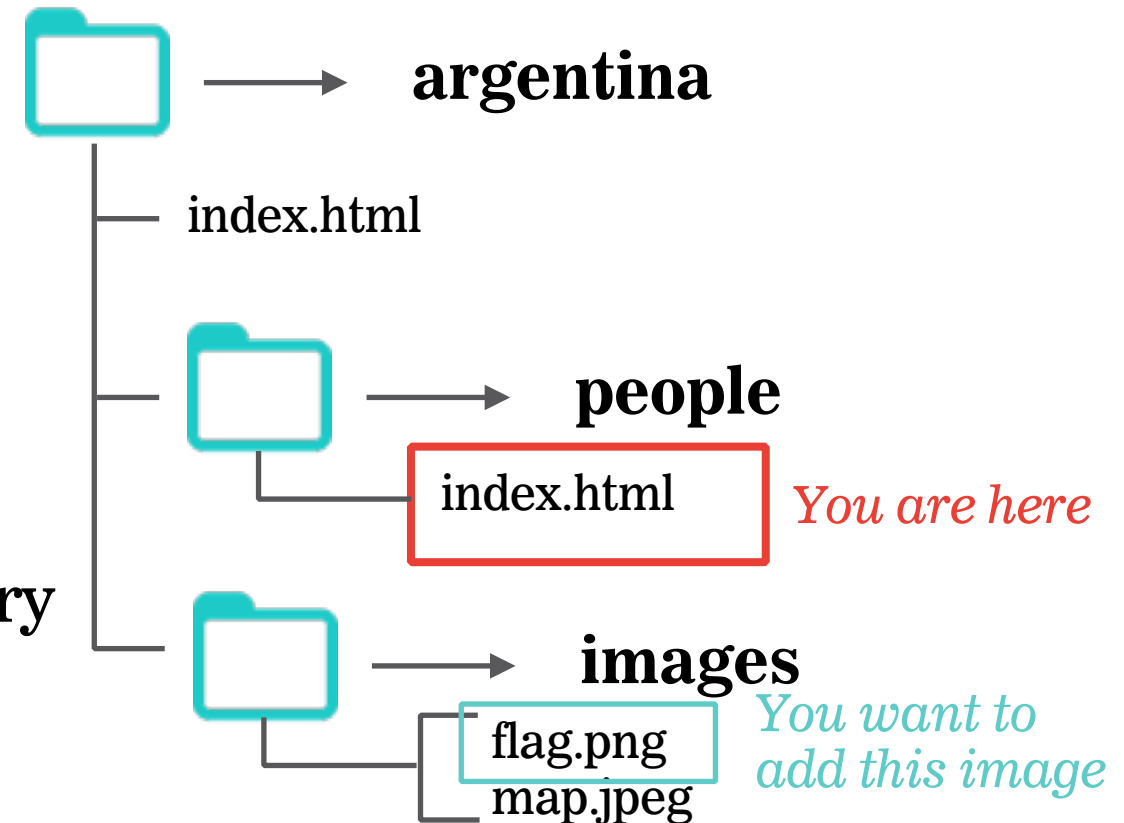 argentina
index.html
people
index.html
You are here
ry
images
You want to
add this image
flag.png
map.jpeg